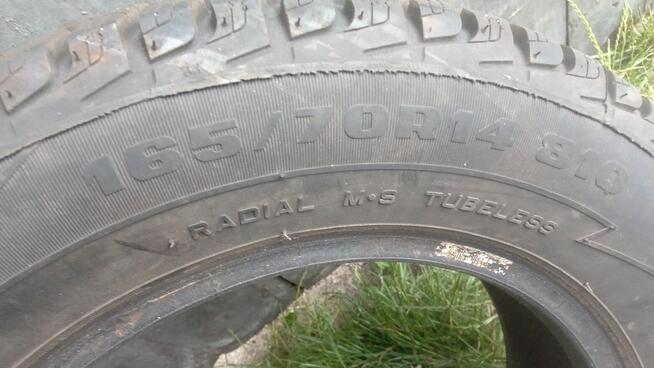 165/70R14 81Q
RADIAL M•S TUBELESS